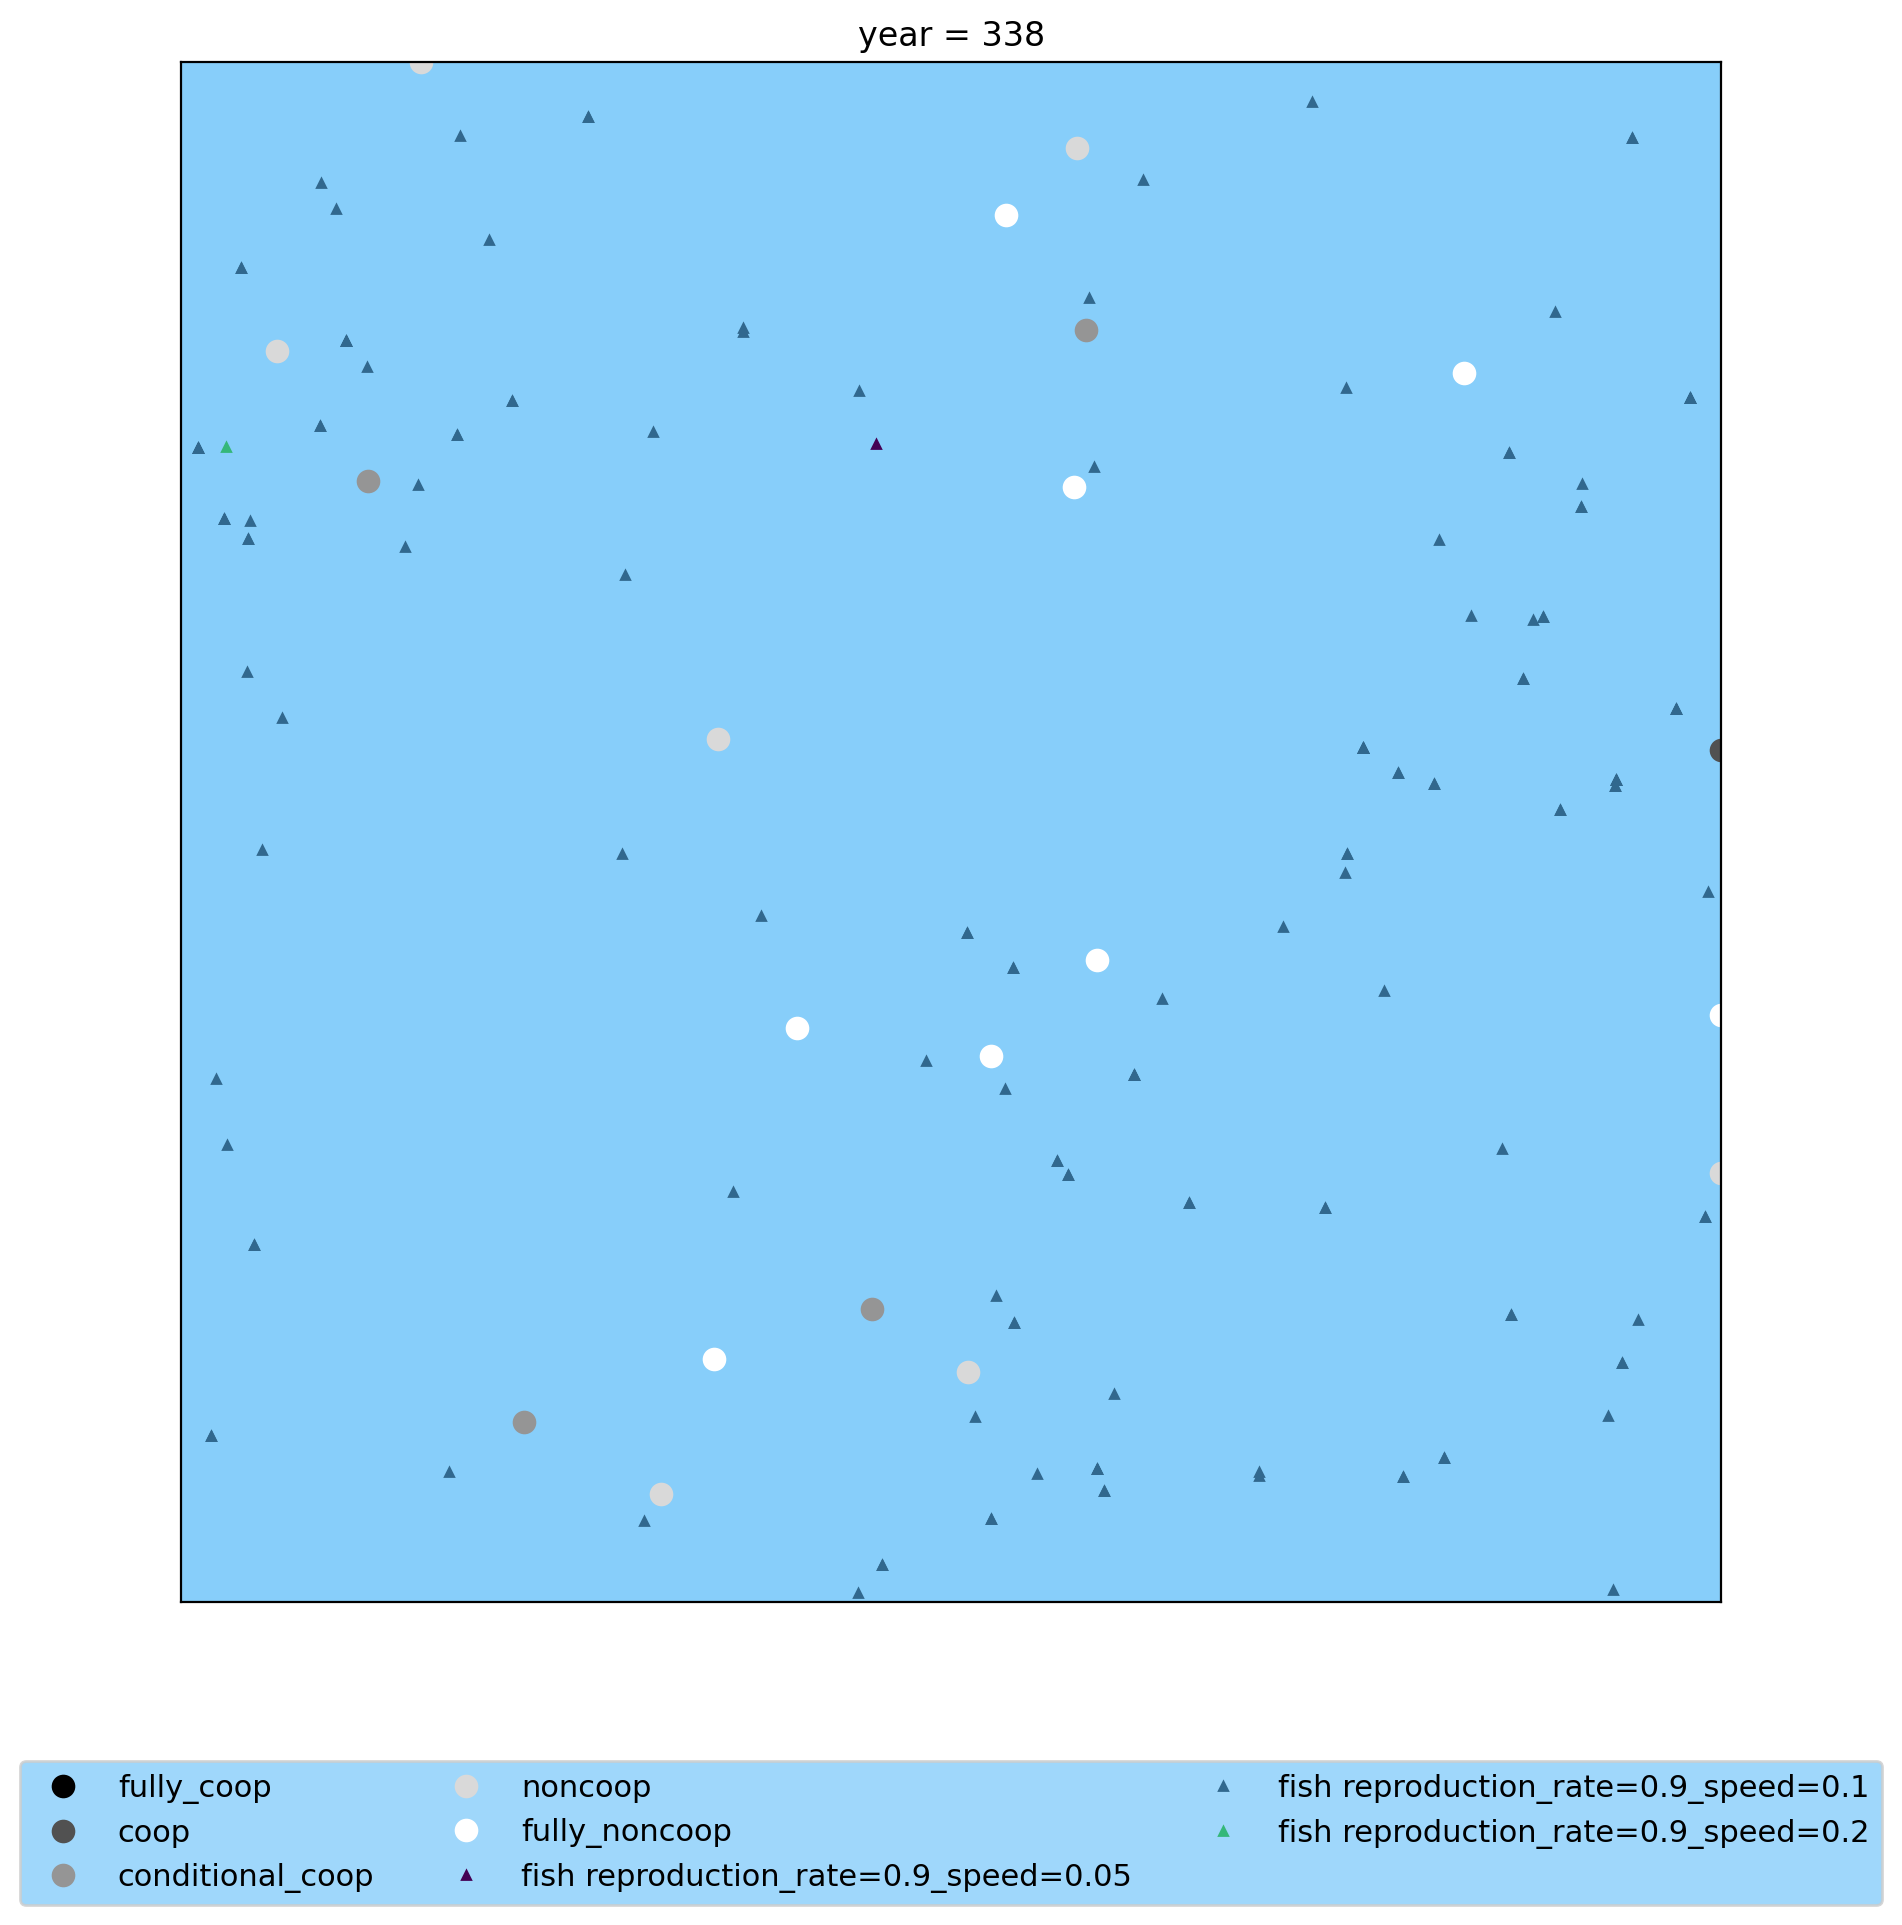 year = 338
fully_coop
coop
conditional_coop
noncoop
fully_noncoop
fish reproduction_rate=0.9_speed=0.05
fish reproduction_rate=0.9_speed=0.1
fish reproduction_rate=0.9_speed=0.2